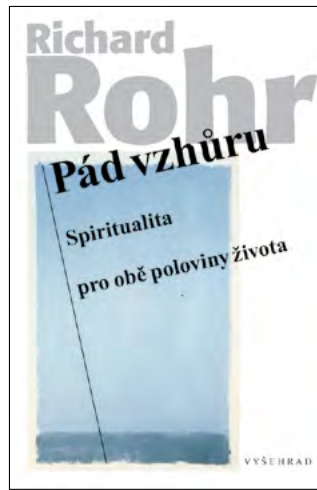 Richard
Rohr
Pád vzhůru
Spiritualita
pro obě poloviny života
VYŠEHRAD